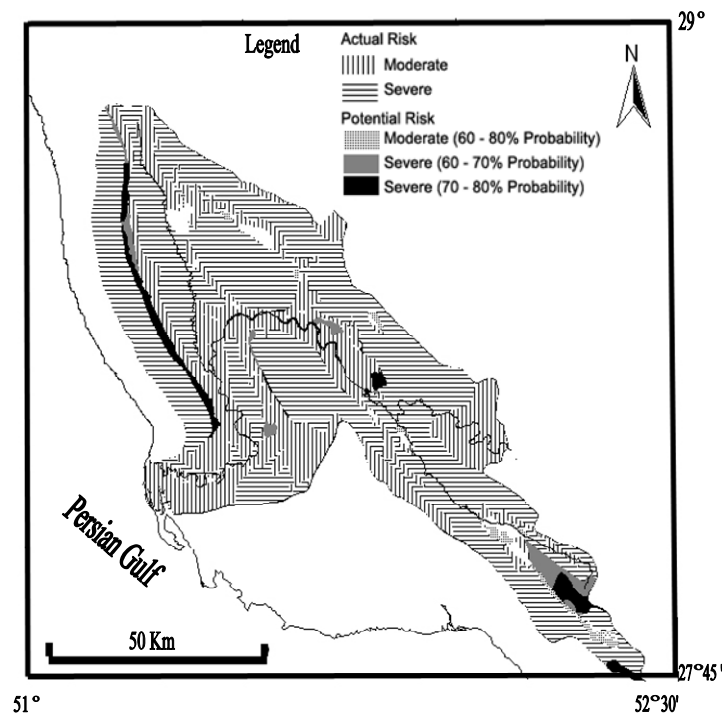 29°
Legend
Actual Risk
Moderate
Severe
Potential Risk
Moderate (60 - 80% Probability)
Severe (60 - 70% Probability)
Severe (70 - 80% Probability)
N
Persian Gulf
50 Km
27°45'
51°
52°30'